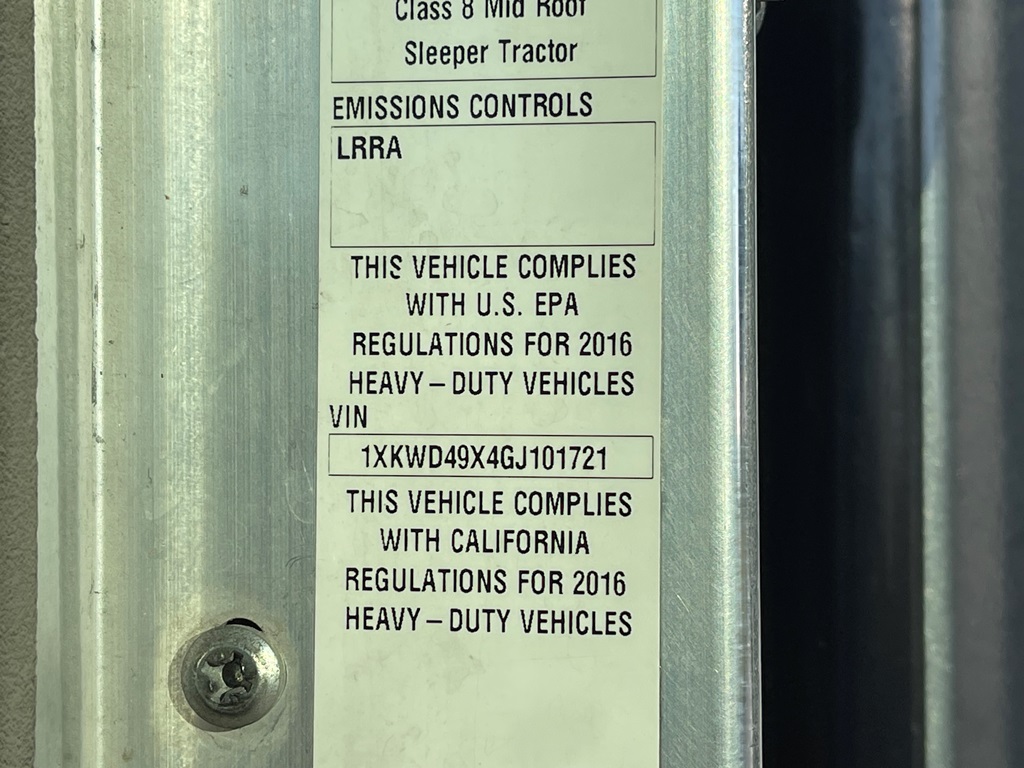 Class 8 Mid Roof
Sleeper Tractor
EMISSIONS CONTROLS
LRRA
THIS VEHICLE COMPLIES
WITH U.S. EPA
REGULATIONS FOR 2016
HEAVY – DUTY VEHICLES
VIN
1XKWD49X4GJ101721
THIS VEHICLE COMPLIES
WITH CALIFORNIA
REGULATIONS FOR 2016
HEAVY – DUTY VEHICLES